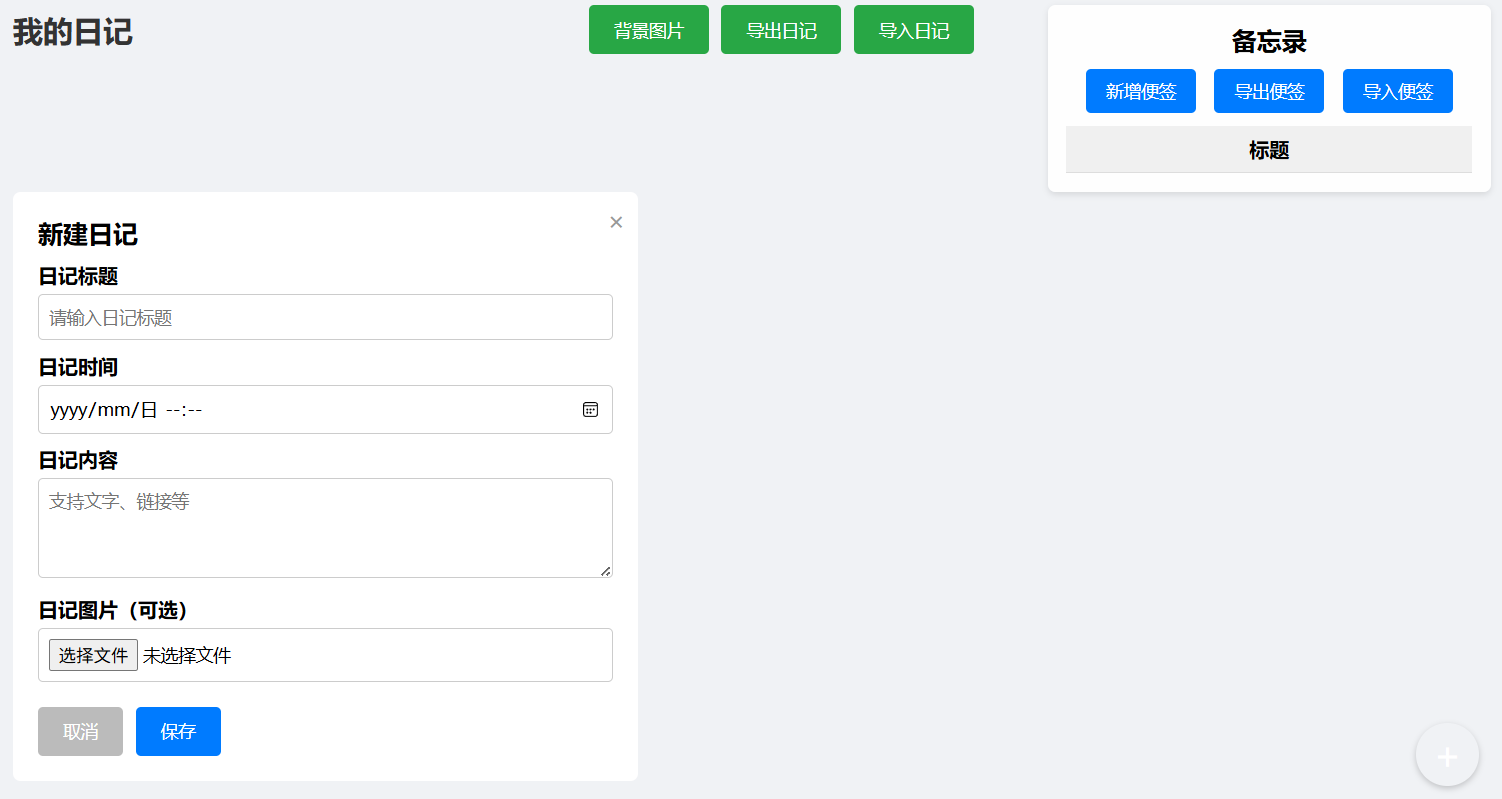 我的日记
背景图片 导出日记 导入日记
备忘录
新增便签 导出便签 导入便签
标题
新建日记 ×
日记标题
请输入日记标题
日记时间
yyyy/mm/日 --:--
日记内容
支持文字、链接等
日记图片（可选）
选择文件 未选择文件
取消 保存
+